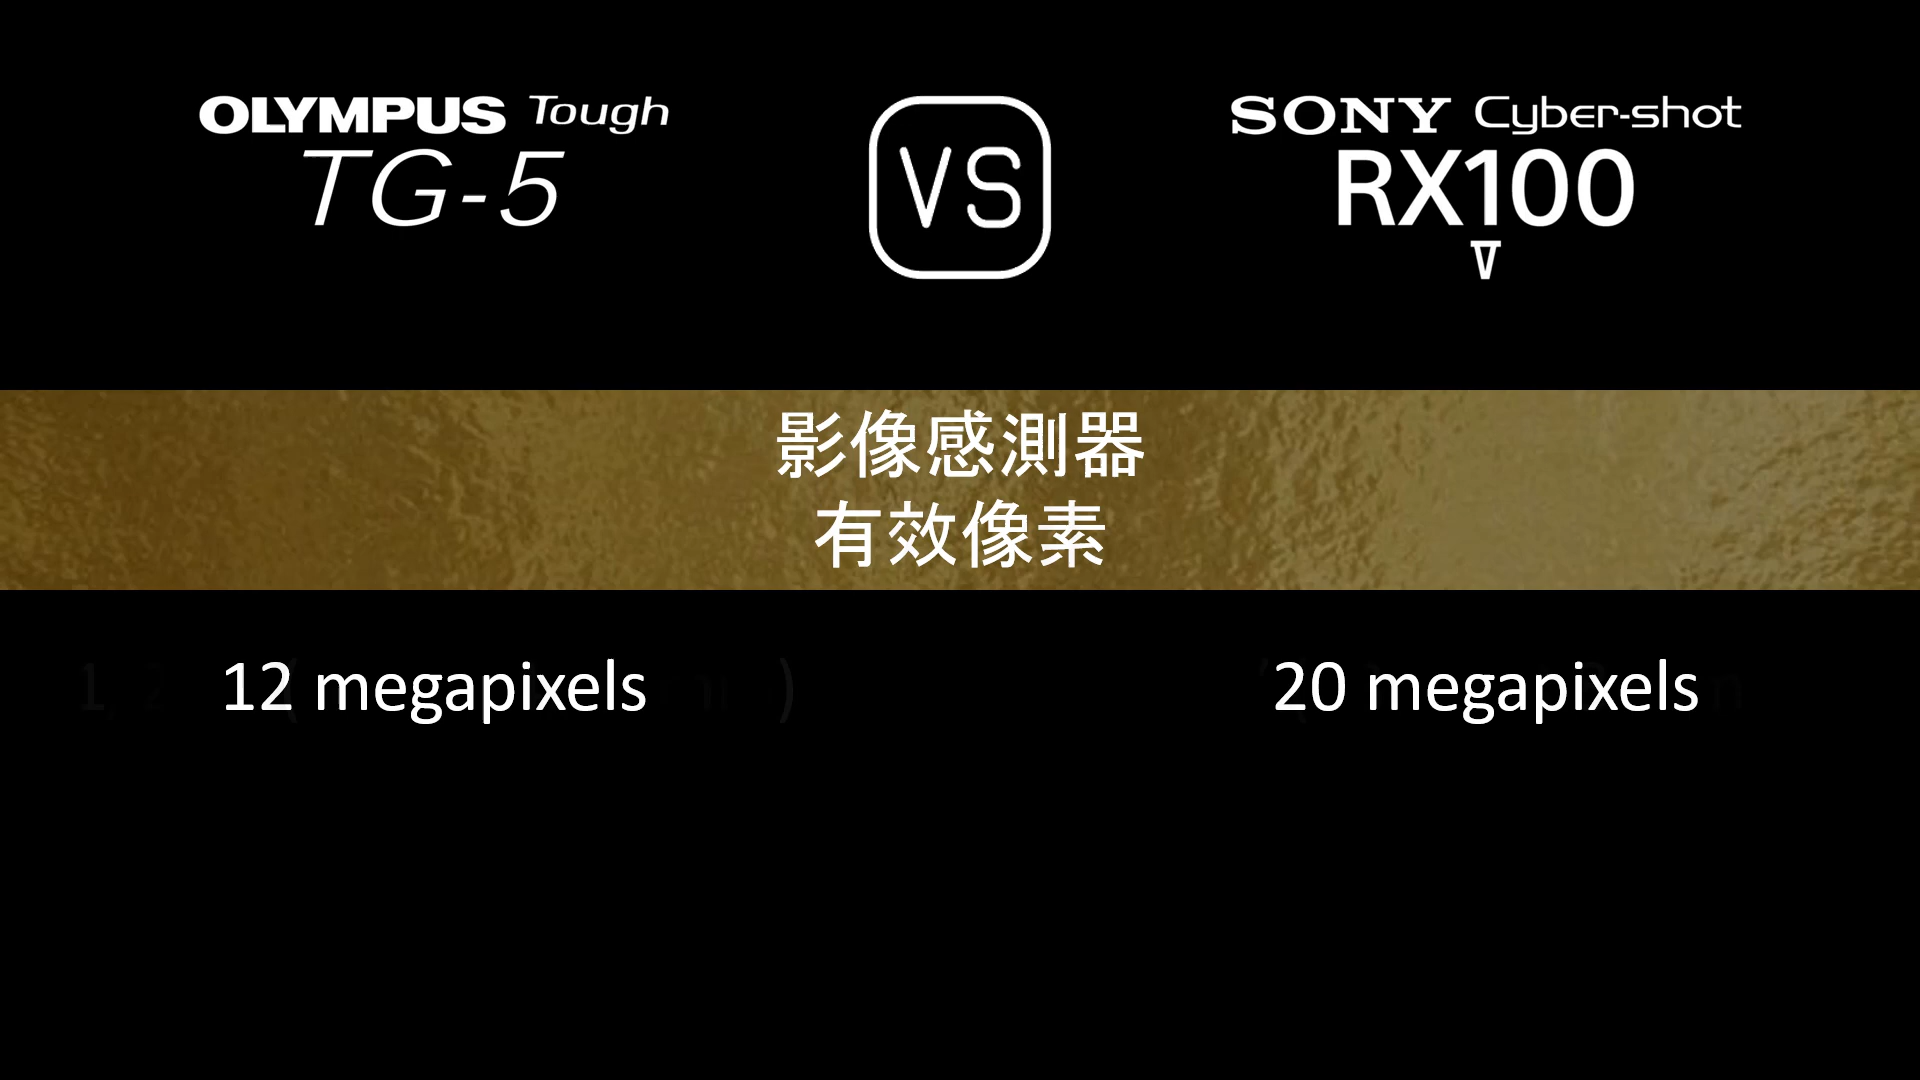 OLYMPUS Tough
TG-5
VS
SONY Cyber-shot
RX100
V
影像感測器
有效像素
12 megapixels
20 megapixels